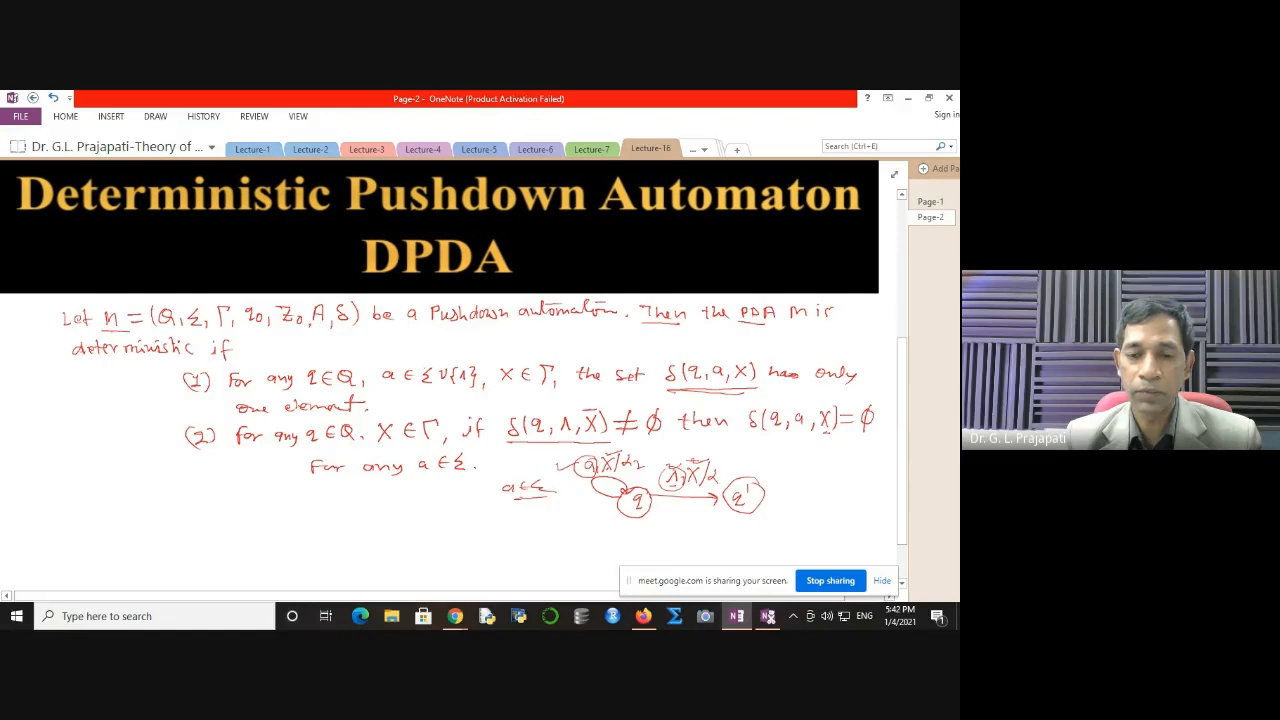 Page-2 - OneNote (Product Activation Failed)
?
Sign in
FILE HOME INSERT DRAW HISTORY REVIEW VIEW
Dr. G.L. Prajapati-Theory of ...
Lecture-1 Lecture-2 Lecture-3 Lecture-4 Lecture-5 Lecture-6 Lecture-7 Lecture-16 ... +
Search (Ctrl+E)
Add Pa
Page-1
Page-2
Deterministic Pushdown Automaton
DPDA
Let M = (Q, Σ, Γ, q0, Z0, A, δ) be a Pushdown automaton. Then the PDA M is
deterministic if
(1) For any q ∈ Q, a ∈ Σ ∪ {Λ}, X ∈ Γ, the set δ(q, a, X) has only
one element.
(2) For any q ∈ Q, X ∈ Γ, if δ(q, Λ, X) ≠ ϕ then δ(q, a, X) = ϕ
For any a ∈ Σ.
a ∈ Σ
a, X/α2
Λ, X/α
q
q'
Dr. G. L. Prajapati
meet.google.com is sharing your screen. Stop sharing Hide
Type here to search
ENG
5:42 PM
1/4/2021
1